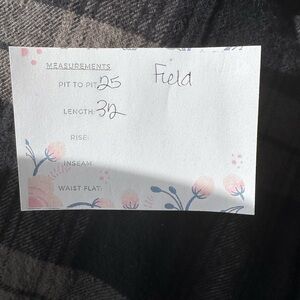 MEASUREMENTS
Field
PIT TO PIT: 25
LENGTH: 32
RISE:
INSEAM:
WAIST FLAT: